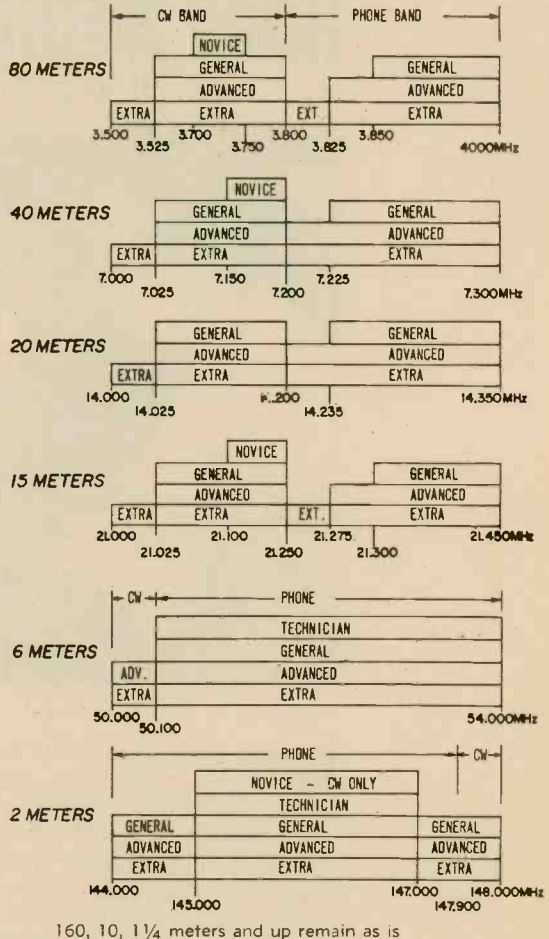 CW BAND PHONE BAND
80 METERS
NOVICE
GENERAL GENERAL
ADVANCED ADVANCED
EXTRA EXTRA EXT. EXTRA
3.500 3.700 3.800 3.850 4000MHz
3.525 3.750 3.825
40 METERS
NOVICE
GENERAL GENERAL
ADVANCED ADVANCED
EXTRA EXTRA EXTRA
7.000 7.150 7.225
7.025 7.200 7.300MHz
20 METERS
GENERAL GENERAL
ADVANCED ADVANCED
EXTRA EXTRA EXTRA
14.000 .200 14.350MHz
14.025 14.235
15 METERS
NOVICE
GENERAL GENERAL
ADVANCED ADVANCED
EXTRA EXTRA EXT. EXTRA
21.000 21.100 21.275 21.450MHz
21.025 21.250 21.300
CW PHONE
6 METERS
TECHNICIAN
GENERAL
ADV. ADVANCED
EXTRA EXTRA
50.000 54.000MHz
50.100
PHONE CW
2 METERS
NOVICE - CW ONLY
TECHNICIAN
GENERAL GENERAL GENERAL
ADVANCED ADVANCED ADVANCED
EXTRA EXTRA EXTRA
144.000 147.000 148.000MHz
145.000 147.900
160, 10, 1¼ meters and up remain as is